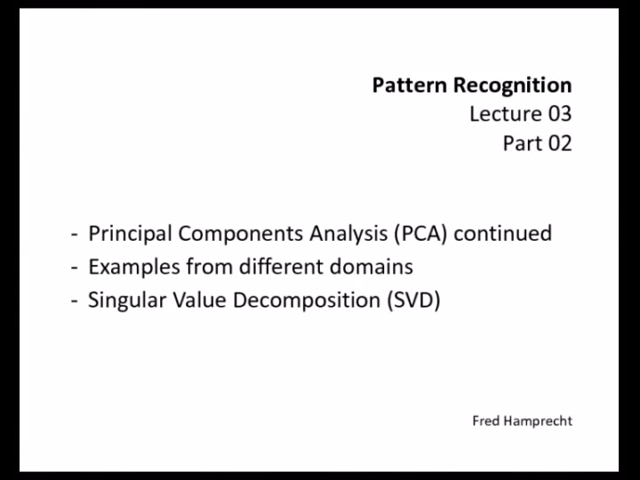 Pattern Recognition
Lecture 03
Part 02
- Principal Components Analysis (PCA) continued
- Examples from different domains
- Singular Value Decomposition (SVD)
Fred Hamprecht